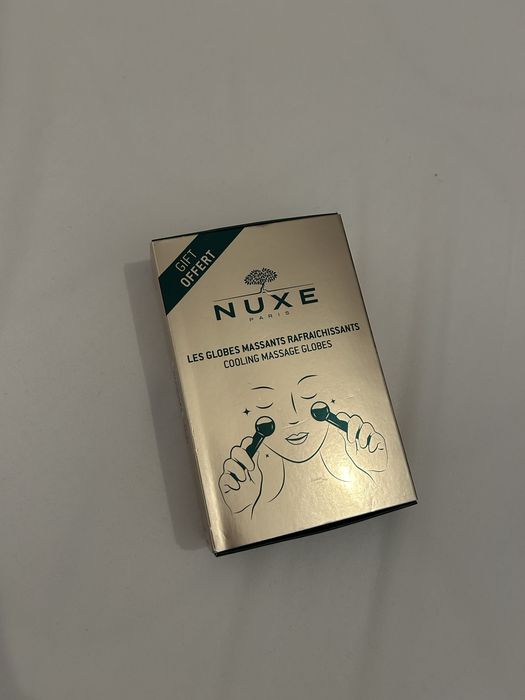 GIFT
OFFERT
NUXE
PARIS
LES GLOBES MASSANTS RAFRAICHISSANTS
COOLING MASSAGE GLOBES